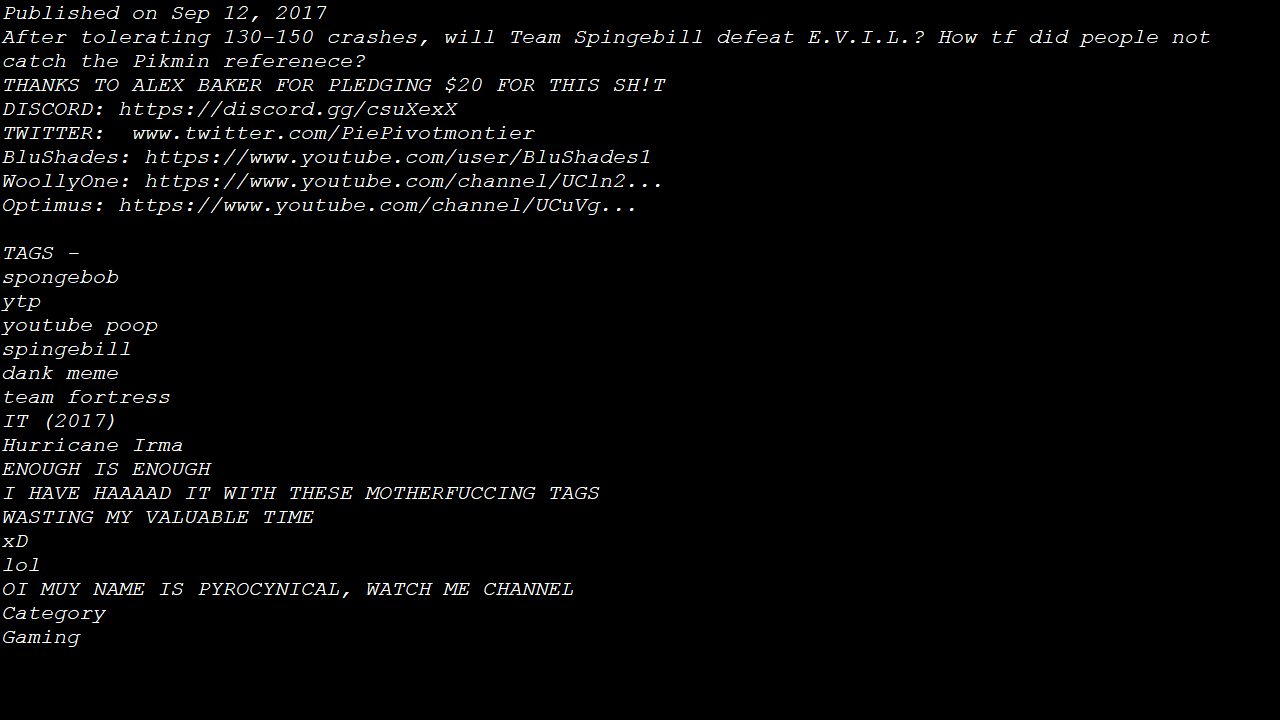 Published on Sep 12, 2017
After tolerating 130-150 crashes, will Team Spingebill defeat E.V.I.L.? How tf did people not
catch the Pikmin referenece?
THANKS TO ALEX BAKER FOR PLEDGING $20 FOR THIS SH!T
DISCORD: https://discord.gg/csuXexX
TWITTER:  www.twitter.com/PiePivotmontier
BluShades: https://www.youtube.com/user/BluShades1
WoollyOne: https://www.youtube.com/channel/UCln2...
Optimus: https://www.youtube.com/channel/UCuVg...

TAGS -
spongebob
ytp
youtube poop
spingebill
dank meme
team fortress
IT (2017)
Hurricane Irma
ENOUGH IS ENOUGH
I HAVE HAAAAD IT WITH THESE MOTHERFUCCING TAGS
WASTING MY VALUABLE TIME
xD
lol
OI MUY NAME IS PYROCYNICAL, WATCH ME CHANNEL
Category
Gaming